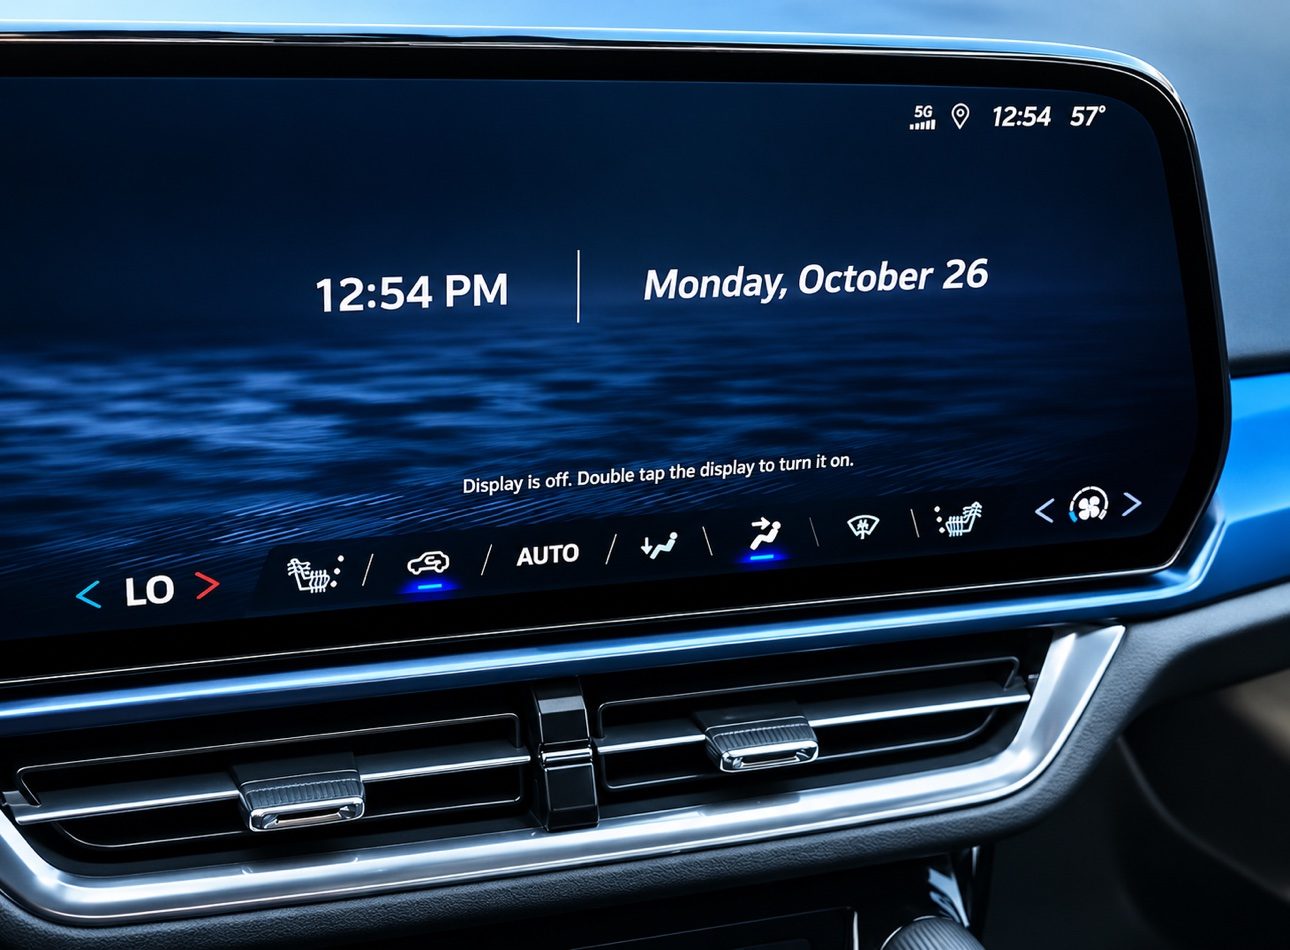 5G 12:54 57°
12:54 PM Monday, October 26
Display is off. Double tap the display to turn it on.
< LO > AUTO < >